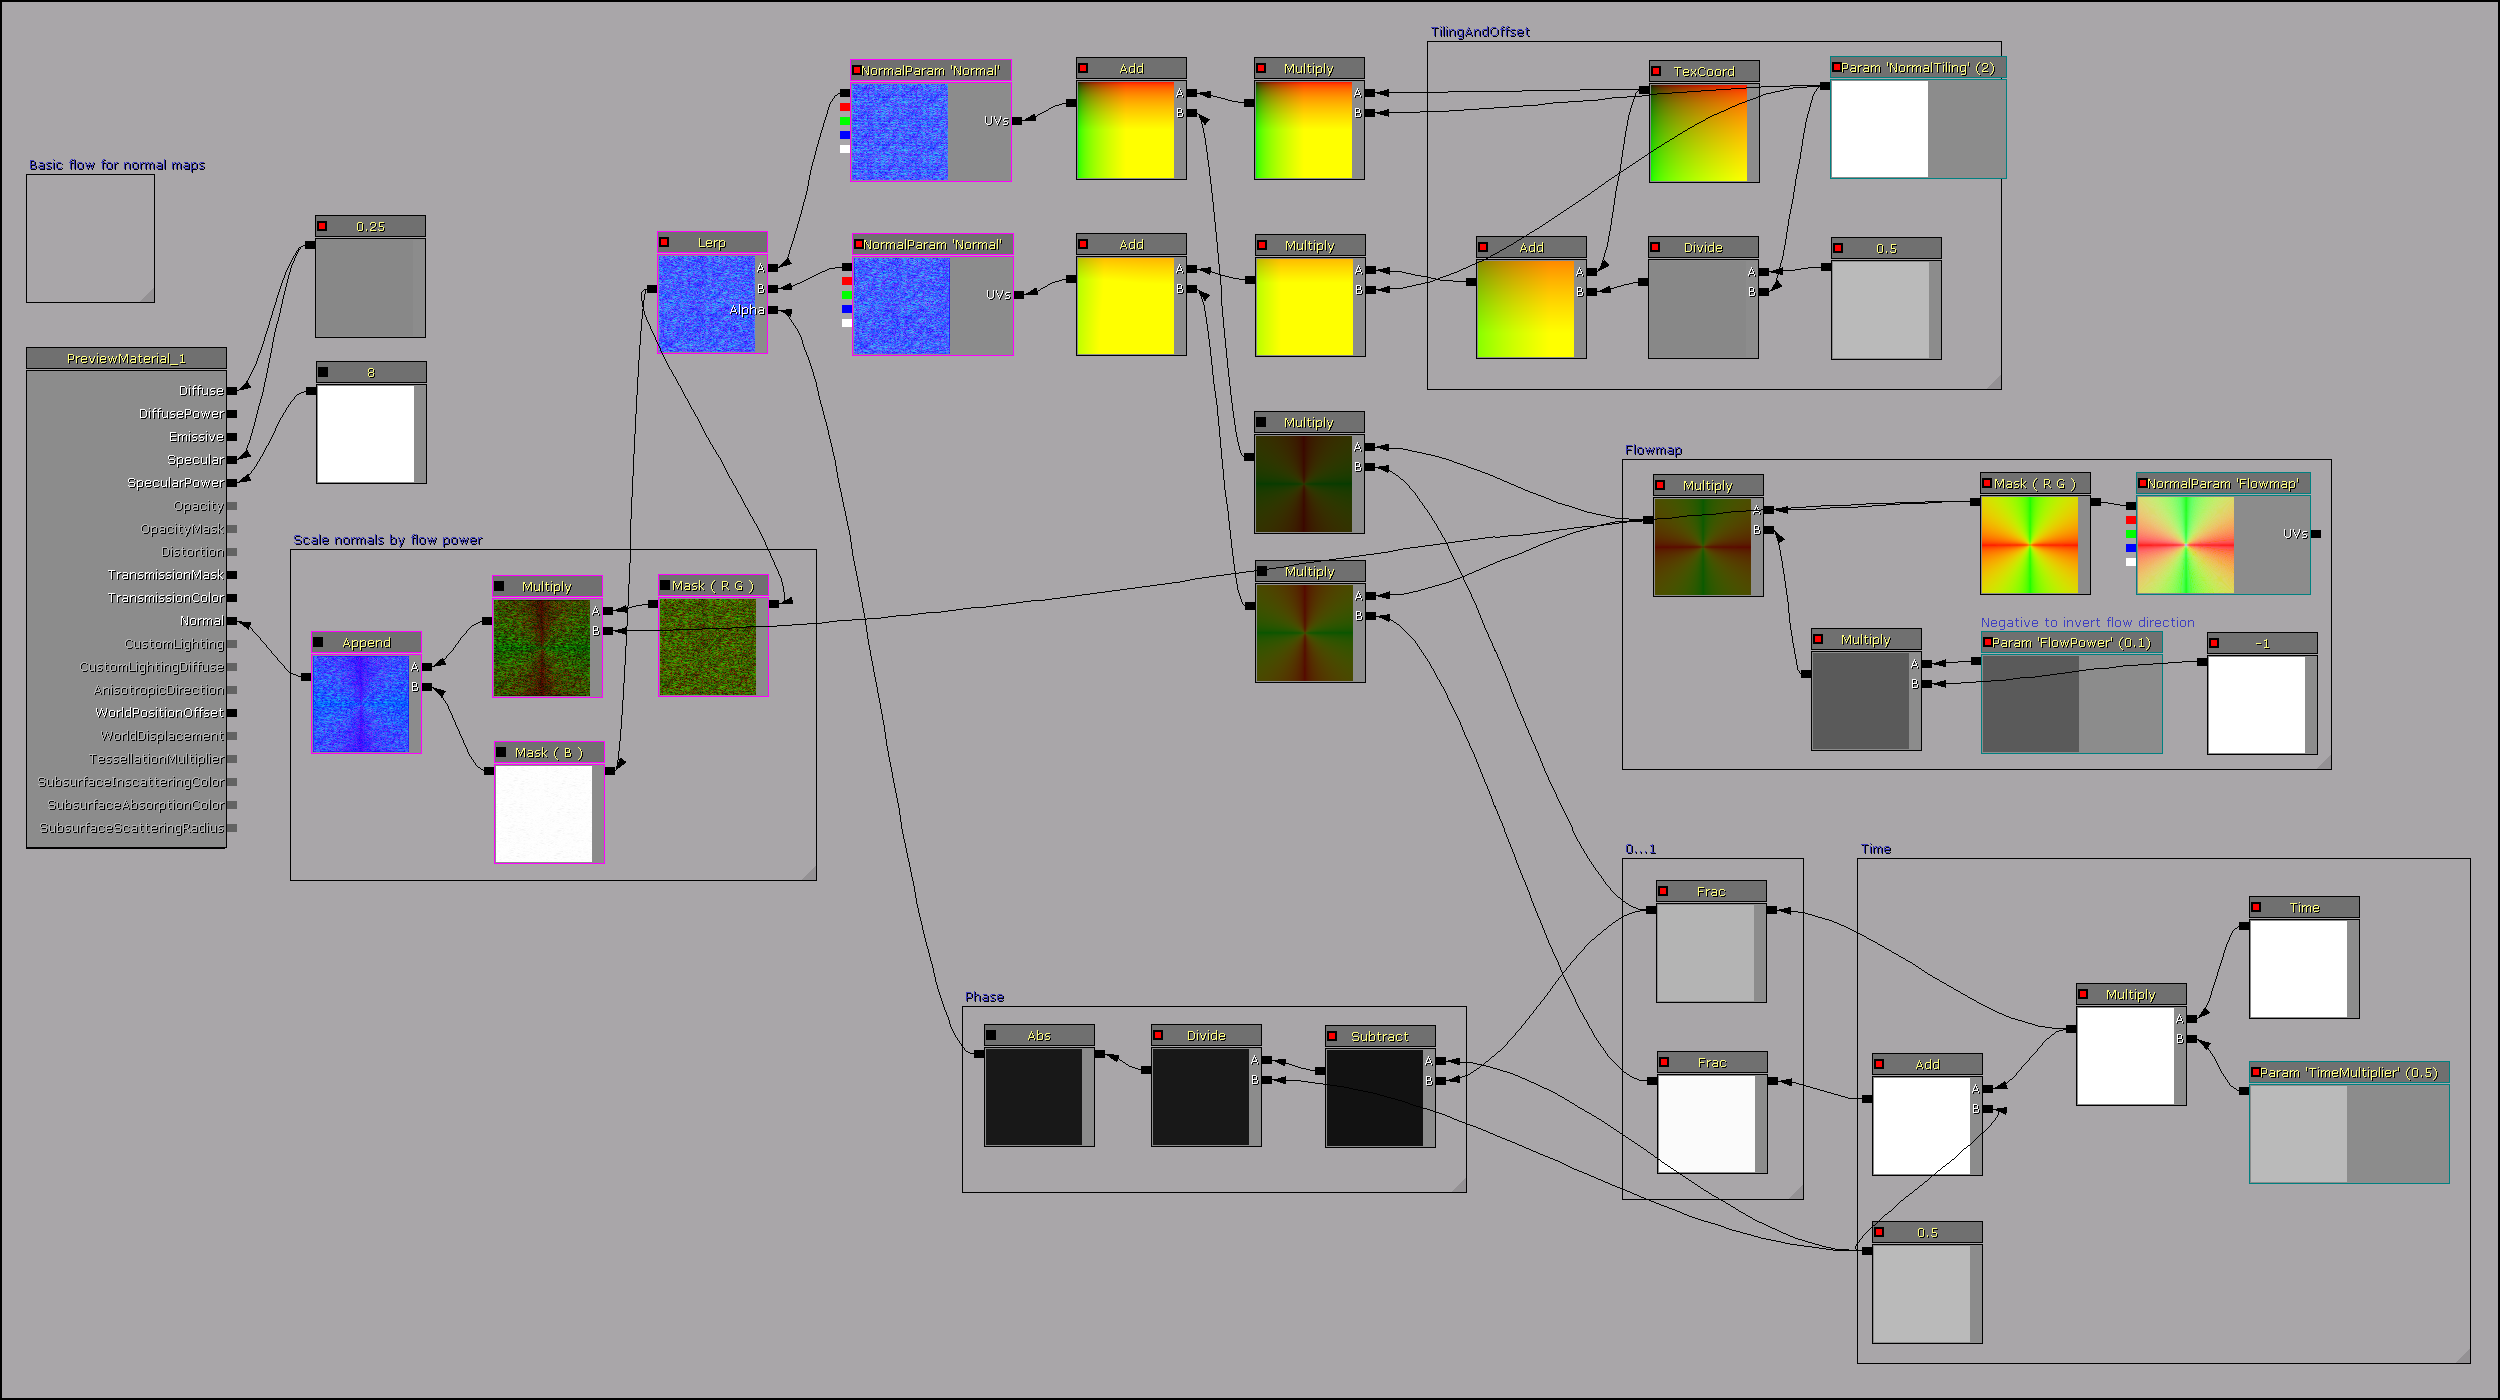 TilingAndOffset
NormalParam 'Normal'
UVs
Add
A
B
Multiply
A
B
TexCoord
Param 'NormalTiling' (2)
Basic flow for normal maps
0.25
Lerp
A
B
Alpha
NormalParam 'Normal'
UVs
Add
A
B
Multiply
A
B
Add
A
B
Divide
A
B
0.5
PreviewMaterial_1
Diffuse
DiffusePower
Emissive
Specular
SpecularPower
Opacity
OpacityMask
Distortion
TransmissionMask
TransmissionColor
Normal
CustomLighting
CustomLightingDiffuse
AnisotropicDirection
WorldPositionOffset
WorldDisplacement
TessellationMultiplier
SubsurfaceInscatteringColor
SubsurfaceAbsorptionColor
SubsurfaceScatteringRadius
8
Multiply
A
B
Flowmap
Multiply
A
B
Mask ( R G )
NormalParam 'Flowmap'
UVs
Scale normals by flow power
Multiply
A
B
Mask ( R G )
Multiply
A
B
Append
A
B
Mask ( B )
Negative to invert flow direction
Multiply
A
B
Param 'FlowPower' (0.1)
-1
0...1
Frac
Frac
Time
Time
Multiply
A
B
Add
A
B
Param 'TimeMultiplier' (0.5)
0.5
Phase
Abs
Divide
A
B
Subtract
A
B